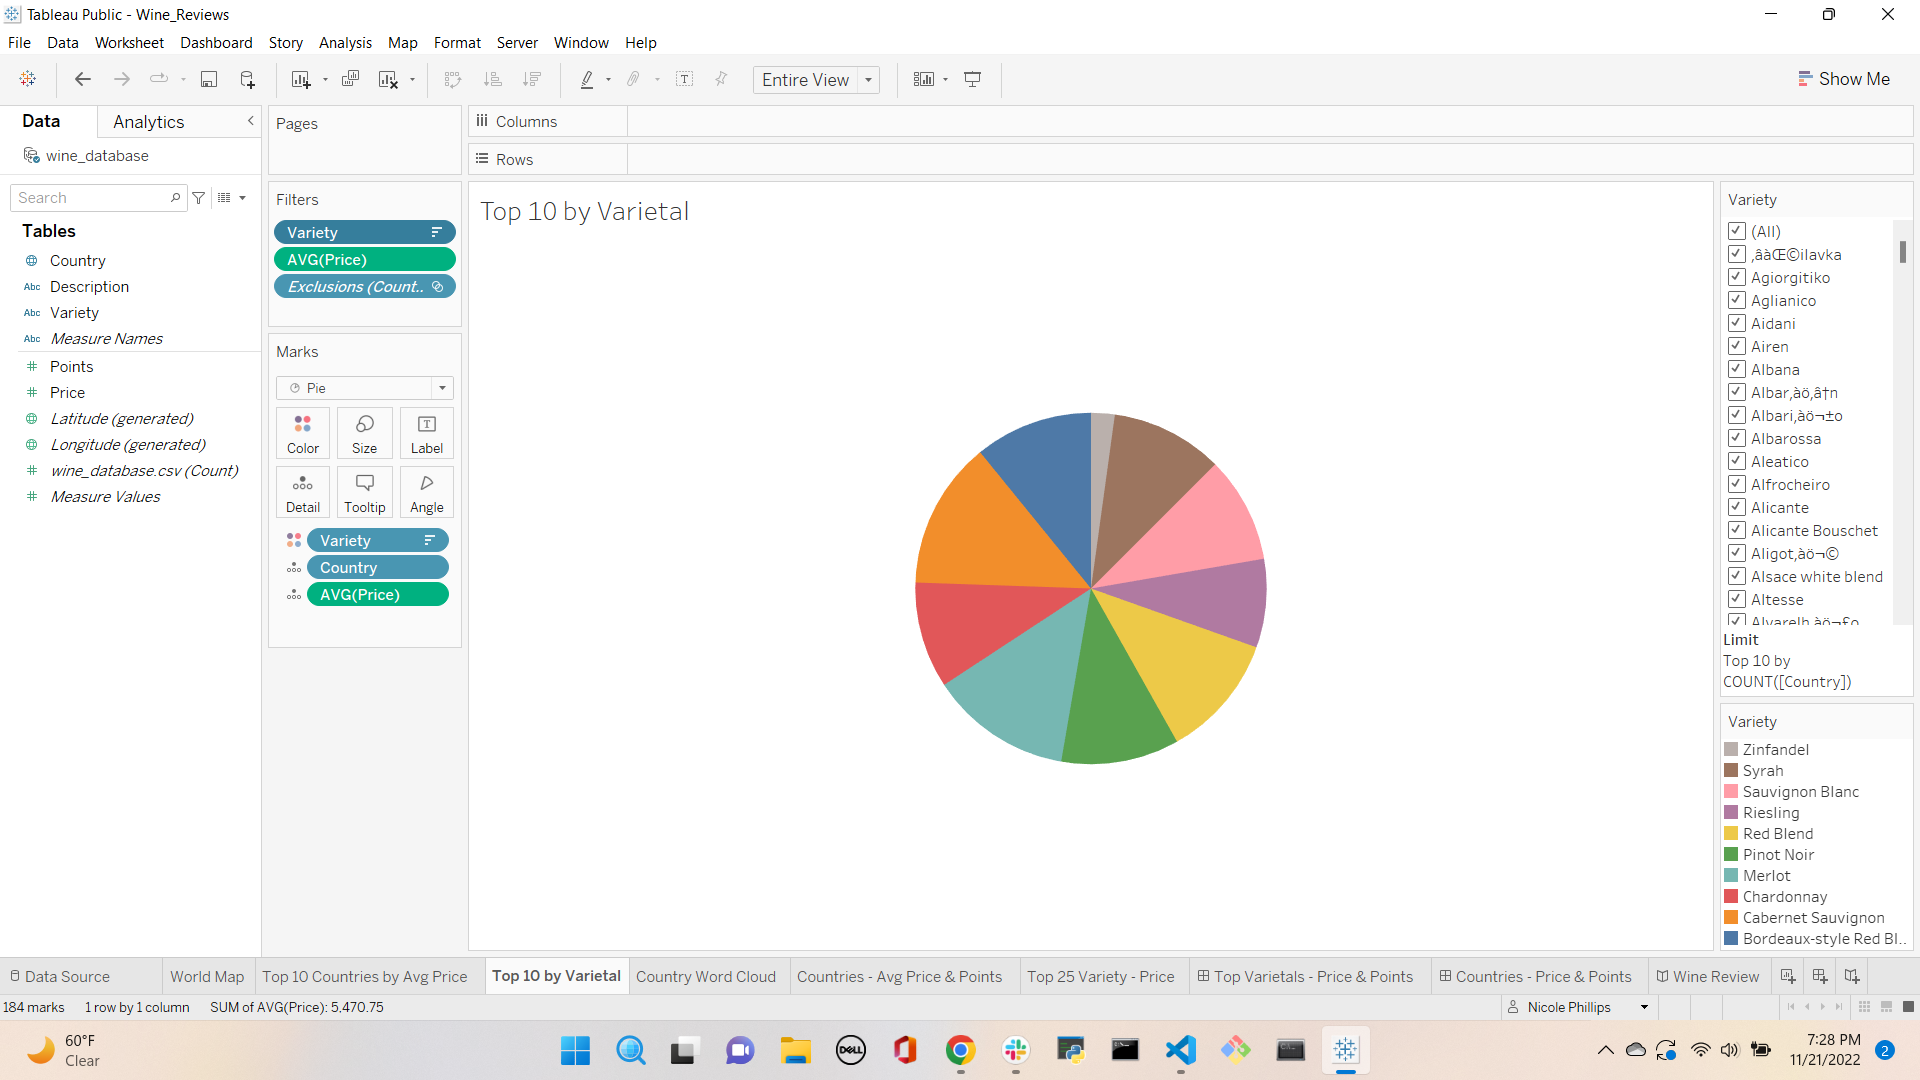 Tableau Public - Wine_Reviews
File Data Worksheet Dashboard Story Analysis Map Format Server Window Help
Entire View
Show Me
Data Analytics
wine_database
Search
Tables
Country
Abc Description
Abc Variety
Abc Measure Names
Points
Price
Latitude (generated)
Longitude (generated)
wine_database.csv (Count)
Measure Values
Pages
Filters
Variety
AVG(Price)
Exclusions (Count..
Marks
Pie
Color Size Label
Detail Tooltip Angle
Variety
Country
AVG(Price)
Columns
Rows
Top 10 by Varietal
Variety
(All)
‚âàŒ©ilavka
Agiorgitiko
Aglianico
Aidani
Airen
Albana
Albar‚àö‚â†n
Albari‚àö¬±o
Albarossa
Aleatico
Alfrocheiro
Alicante
Alicante Bouschet
Aligot‚àö¬©
Alsace white blend
Altesse
Alvarelh‚àö¬£o
Limit
Top 10 by
COUNT([Country])
Variety
Zinfandel
Syrah
Sauvignon Blanc
Riesling
Red Blend
Pinot Noir
Merlot
Chardonnay
Cabernet Sauvignon
Bordeaux-style Red Bl..
Data Source World Map Top 10 Countries by Avg Price Top 10 by Varietal Country Word Cloud Countries - Avg Price & Points Top 25 Variety - Price Top Varietals - Price & Points Countries - Price & Points Wine Review
184 marks 1 row by 1 column SUM of AVG(Price): 5,470.75 Nicole Phillips
60°F
Clear
DELL
7:28 PM
11/21/2022
2